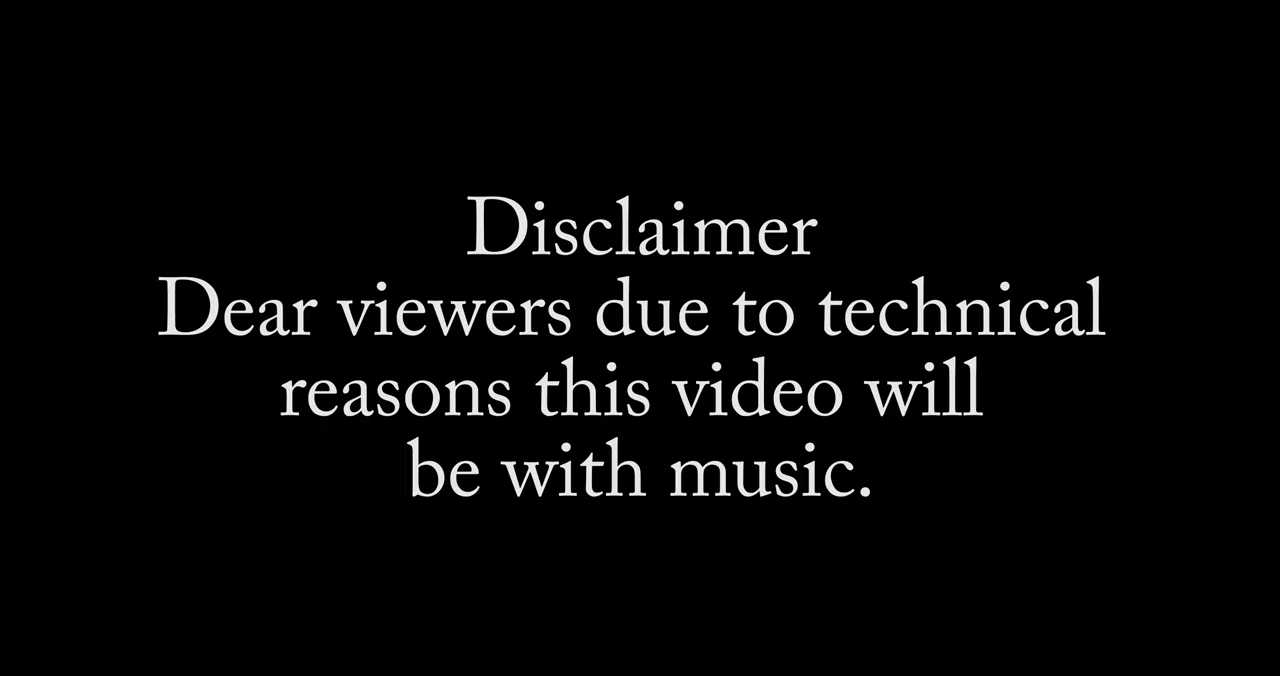 Disclaimer
Dear viewers due to technical
reasons this video will
be with music.